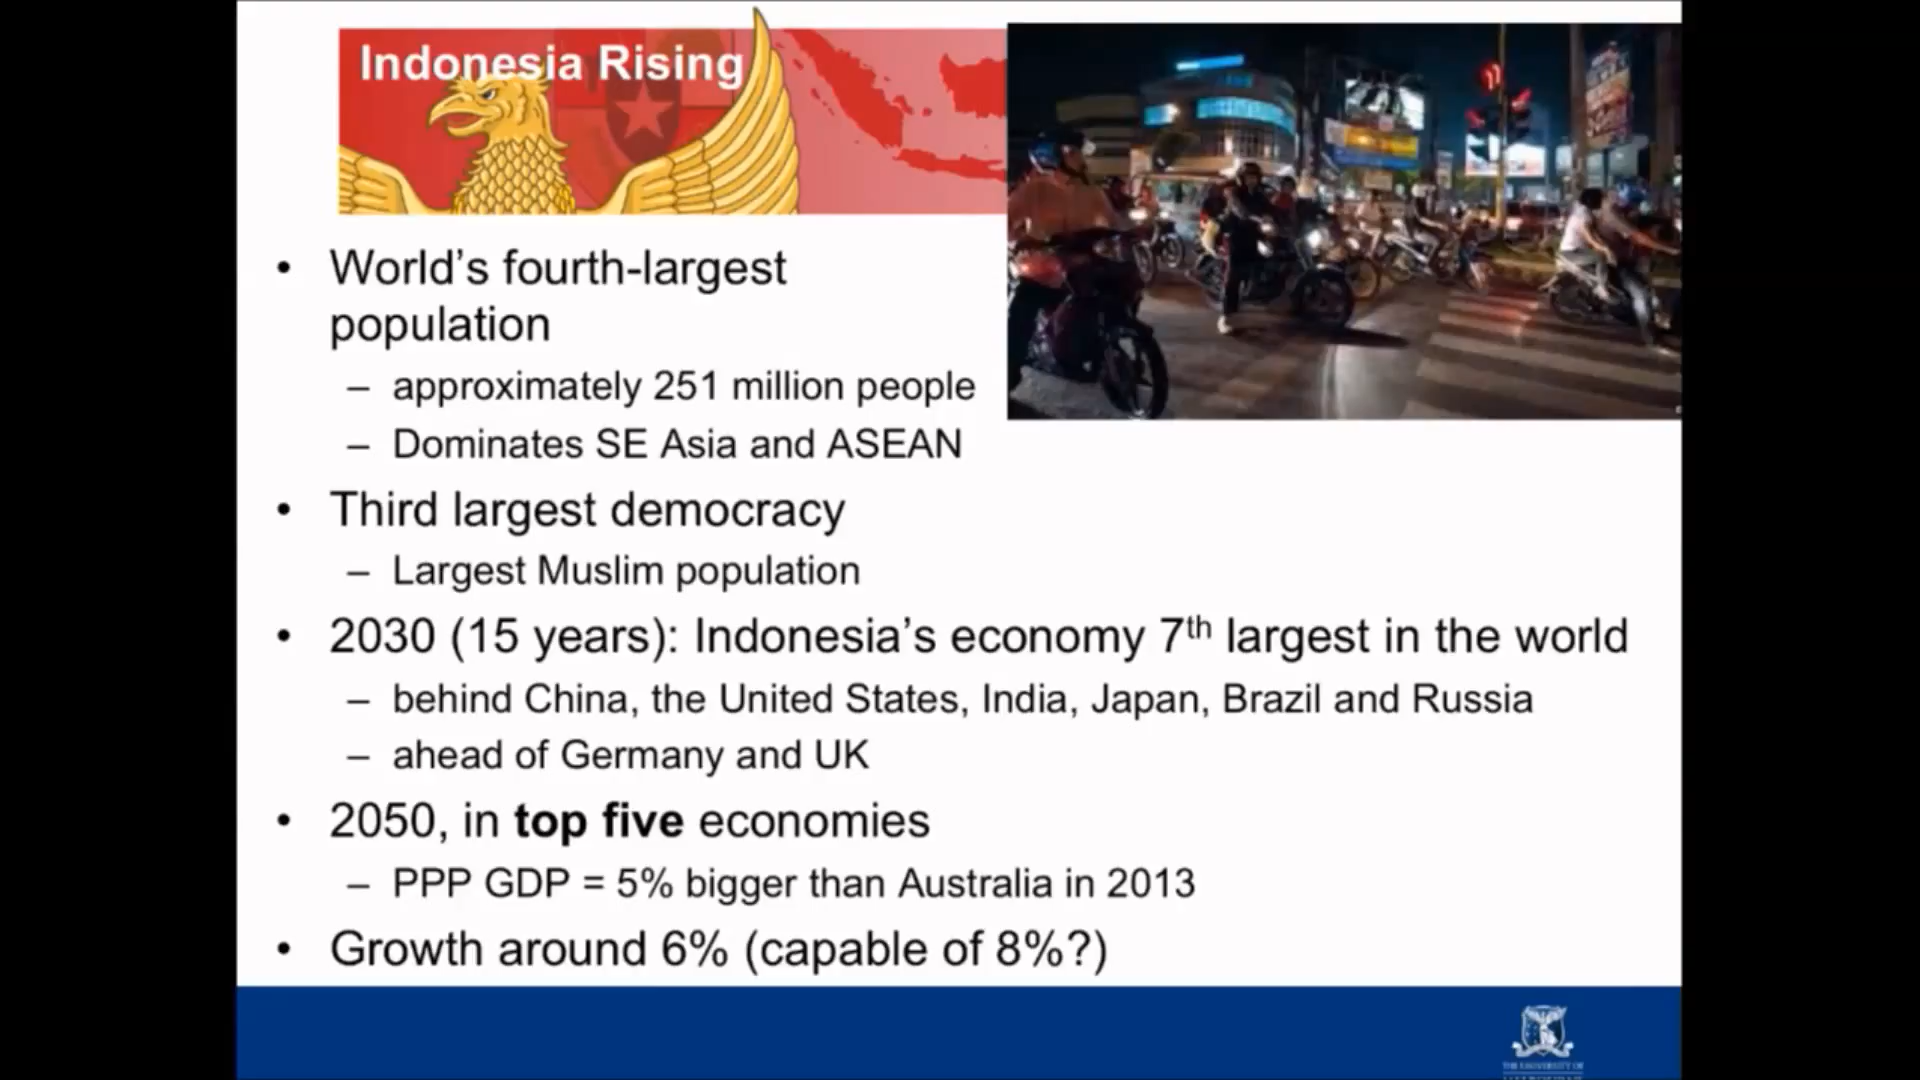 Indonesia Rising
• World’s fourth-largest
population
– approximately 251 million people
– Dominates SE Asia and ASEAN
• Third largest democracy
– Largest Muslim population
• 2030 (15 years): Indonesia’s economy 7th largest in the world
– behind China, the United States, India, Japan, Brazil and Russia
– ahead of Germany and UK
• 2050, in top five economies
– PPP GDP = 5% bigger than Australia in 2013
• Growth around 6% (capable of 8%?)
THE UNIVERSITY OF